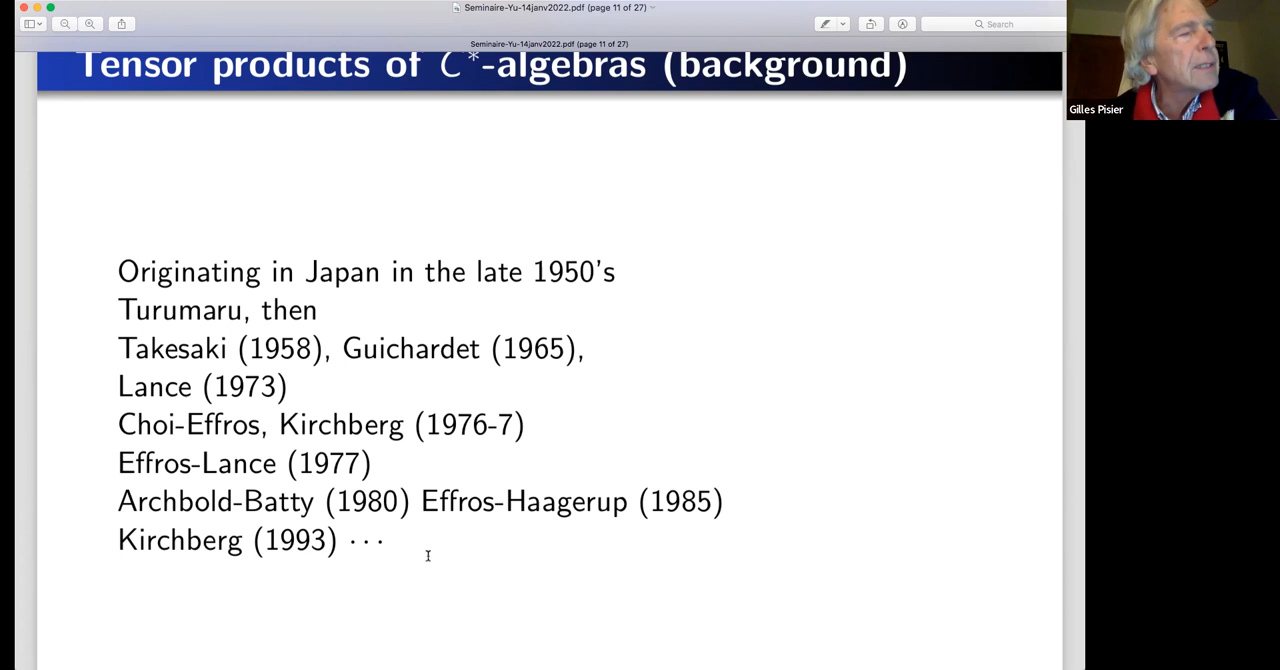 Seminaire-Yu-14janv2022.pdf (page 11 of 27)
Search
Seminaire-Yu-14janv2022.pdf (page 11 of 27)
Tensor products of C*-algebras (background)
Gilles Pisier
Originating in Japan in the late 1950's
Turumaru, then
Takesaki (1958), Guichardet (1965),
Lance (1973)
Choi-Effros, Kirchberg (1976-7)
Effros-Lance (1977)
Archbold-Batty (1980) Effros-Haagerup (1985)
Kirchberg (1993) · · ·